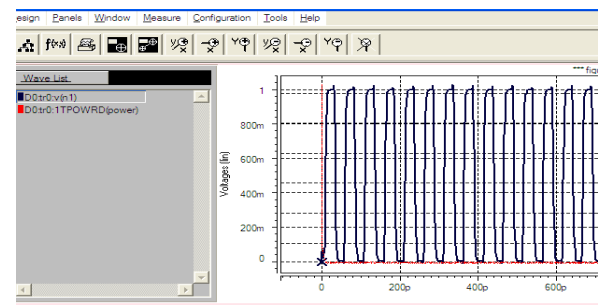 esign Panels Window Measure Configuration Tools Help
f(x)
Wave List
D0:tr0:v(n1)
D0:tr0:1TPOWRD(power)
*** figu
Voltages (lin)
1
800m
600m
400m
200m
0
0 200p 400p 600p